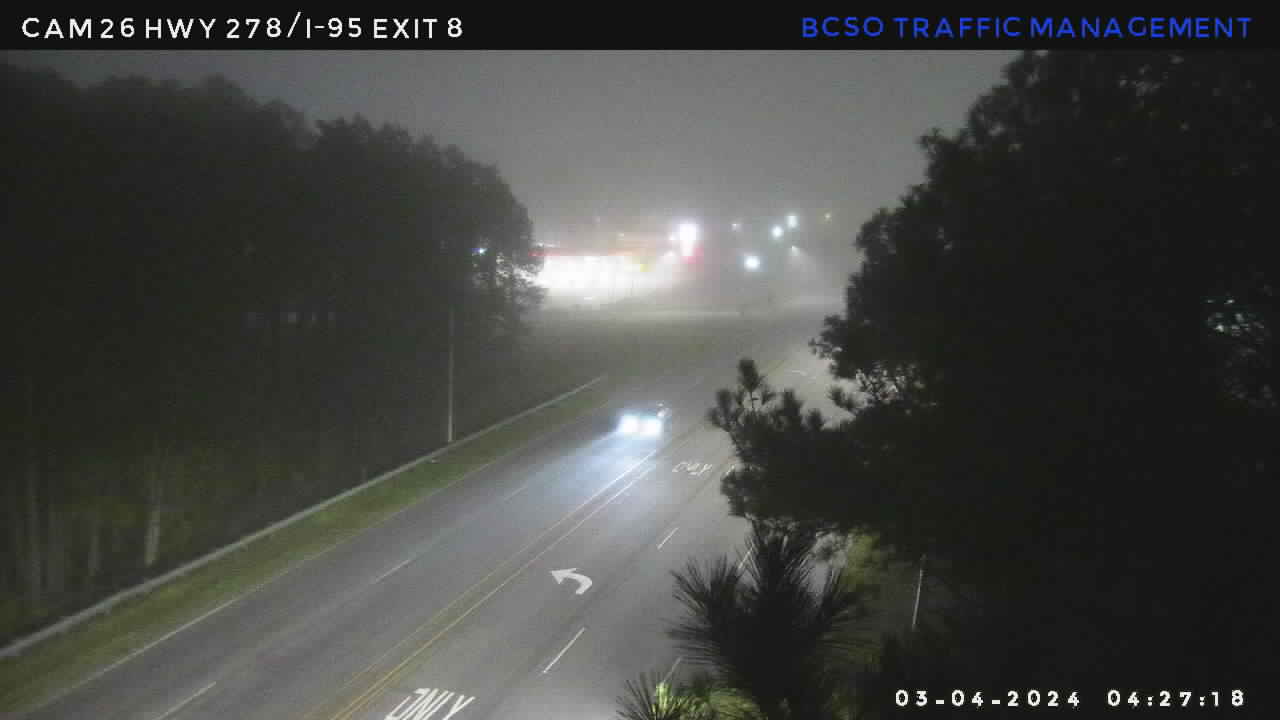 CAM26 HWY 278/I-95 EXIT 8
BCSO TRAFFIC MANAGEMENT
ONLY
ONLY
03-04-2024 04:27:18